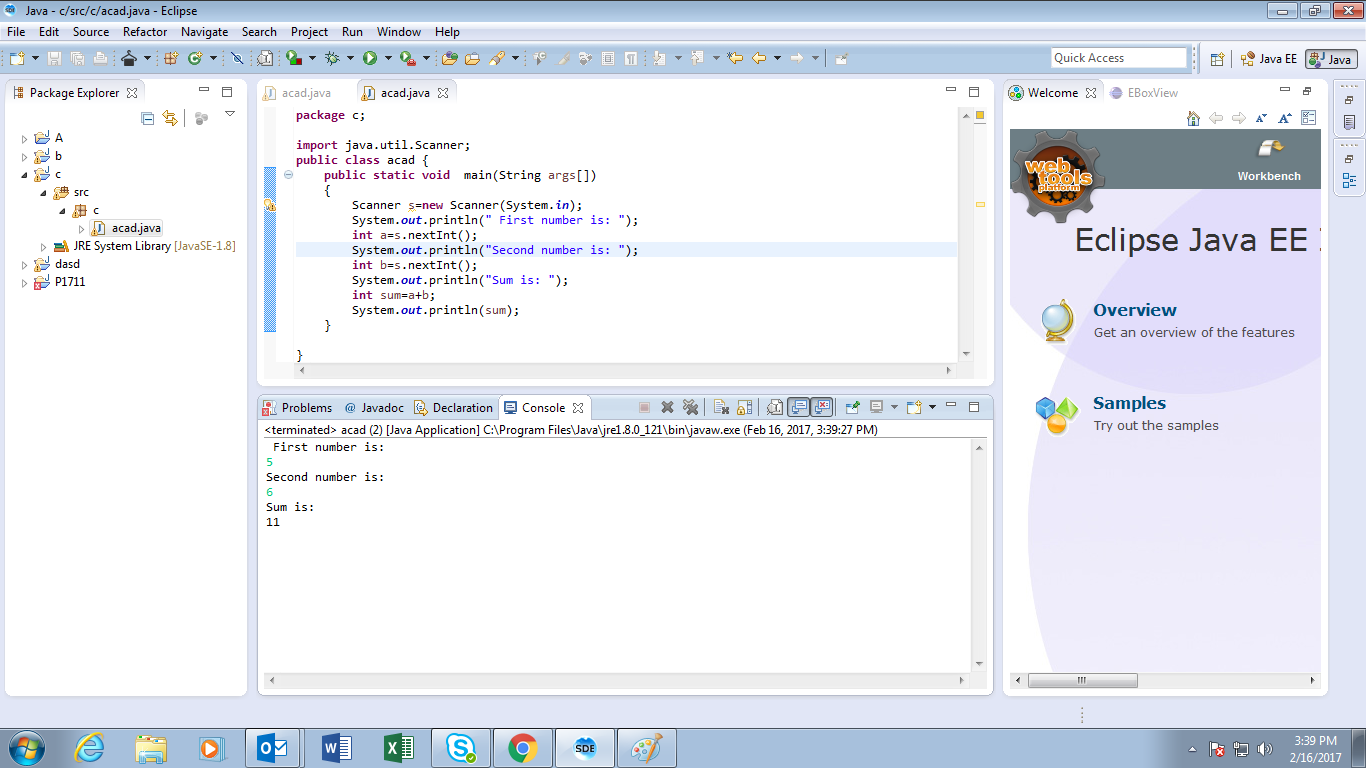 Java - c/src/c/acad.java - Eclipse
File Edit Source Refactor Navigate Search Project Run Window Help
Quick Access
Java EE
Java
Package Explorer
A
b
c
src
c
acad.java
JRE System Library [JavaSE-1.8]
dasd
P1711
acad.java
acad.java
package c;
import java.util.Scanner;
public class acad {
public static void  main(String args[])
{
Scanner s=new Scanner(System.in);
System.out.println(" First number is: ");
int a=s.nextInt();
System.out.println("Second number is: ");
int b=s.nextInt();
System.out.println("Sum is: ");
int sum=a+b;
System.out.println(sum);
}
}
Problems @ Javadoc Declaration Console
<terminated> acad (2) [Java Application] C:\Program Files\Java\jre1.8.0_121\bin\javaw.exe (Feb 16, 2017, 3:39:27 PM)
First number is:
5
Second number is:
6
Sum is:
11
Welcome
EBoxView
web
tools
platform
Workbench
Eclipse Java EE
Overview
Get an overview of the features
Samples
Try out the samples
SDE
3:39 PM
2/16/2017